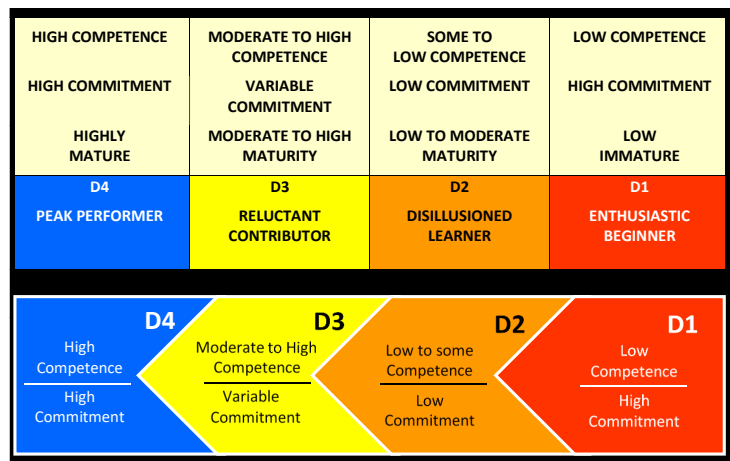 HIGH COMPETENCE
HIGH COMMITMENT
HIGHLY
MATURE
MODERATE TO HIGH
COMPETENCE
VARIABLE
COMMITMENT
MODERATE TO HIGH
MATURITY
SOME TO
LOW COMPETENCE
LOW COMMITMENT
LOW TO MODERATE
MATURITY
LOW COMPETENCE
HIGH COMMITMENT
LOW
IMMATURE
D4
PEAK PERFORMER
D3
RELUCTANT
CONTRIBUTOR
D2
DISILLUSIONED
LEARNER
D1
ENTHUSIASTIC
BEGINNER
D4
High
Competence
High
Commitment
D3
Moderate to High
Competence
Variable
Commitment
D2
Low to some
Competence
Low
Commitment
D1
Low
Competence
High
Commitment